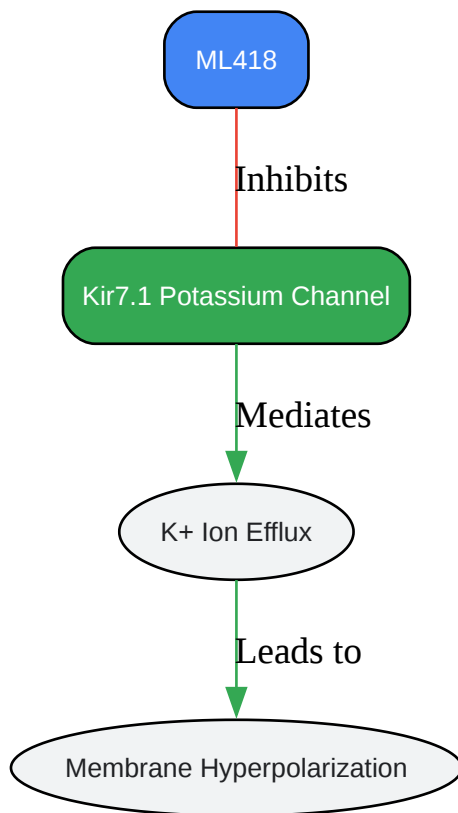 ML418
Inhibits
Kir7.1 Potassium Channel
Mediates
K+ Ion Efflux
Leads to
Membrane Hyperpolarization